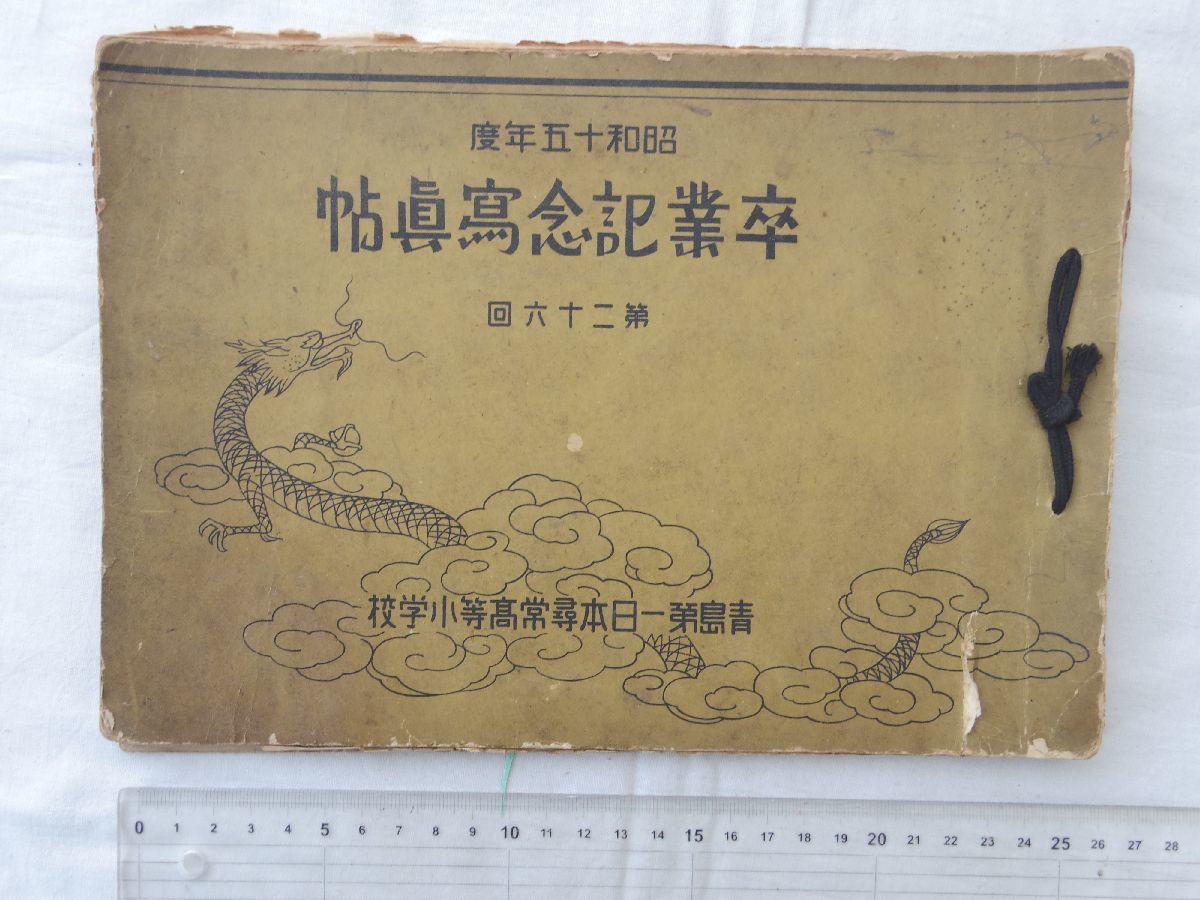 昭和十五年度
卒業記念寫眞帖
第二十六回
青島第一日本尋常高等小学校
0 1 2 3 4 5 6 7 8 9 10 11 12 13 14 15 16 17 18 19 20 21 22 23 24 25 26 27 28